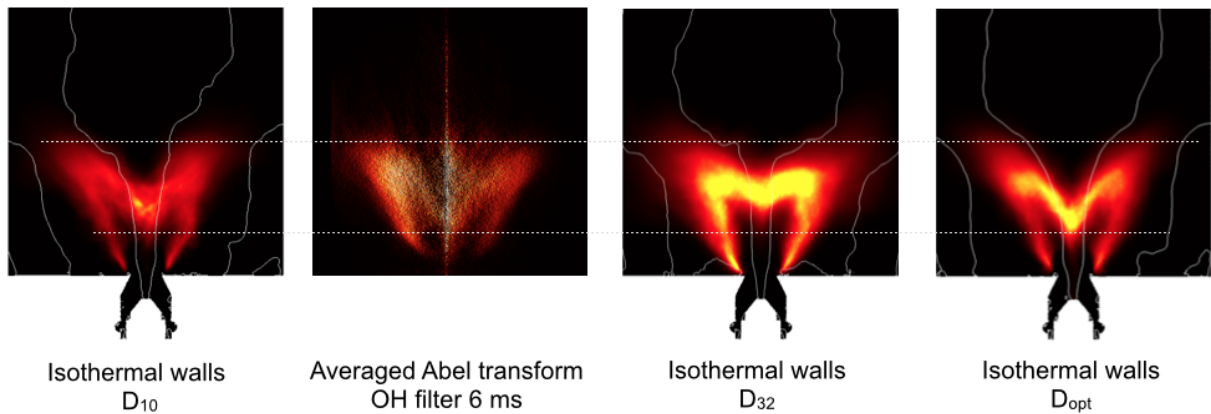 Isothermal walls
D₁₀
Averaged Abel transform
OH filter 6 ms
Isothermal walls
D₃₂
Isothermal walls
Dₒₚₜ